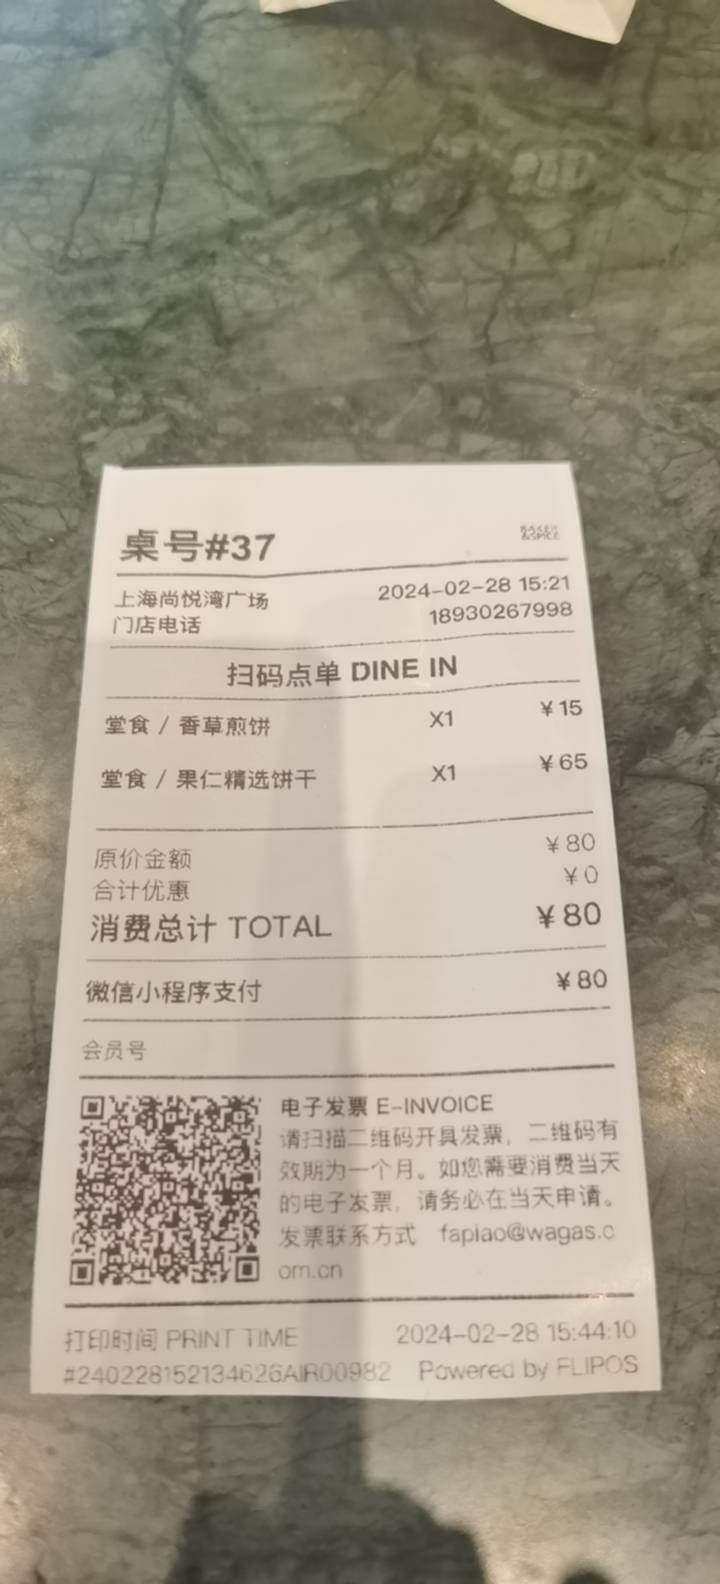 桌号#37
BAKER
&SPICE
上海尚悦湾广场 2024-02-28 15:21
门店电话 18930267998
扫码点单 DINE IN
堂食 / 香草煎饼 X1 ¥15
堂食 / 果仁精选饼干 X1 ¥65
原价金额 ¥80
合计优惠 ¥0
消费总计 TOTAL ¥80
微信小程序支付 ¥80
会员号
电子发票 E-INVOICE
请扫描二维码开具发票，二维码有
效期为一个月。如您需要消费当天
的电子发票，请务必在当天申请。
发票联系方式 fapiao@wagas.c
om.cn
打印时间 PRINT TIME 2024-02-28 15:44:10
#240228152134626AIR00982 Powered by FLIPOS